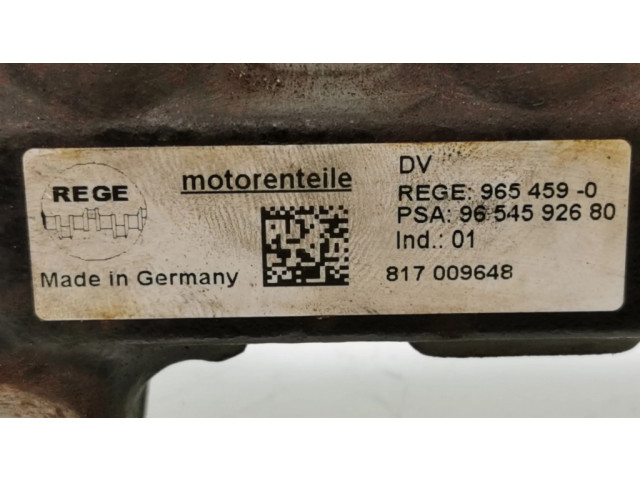 REGE
motorenteile
Made in Germany
DV
REGE: 965 459 -0
PSA: 96 545 926 80
Ind.: 01
817 009648